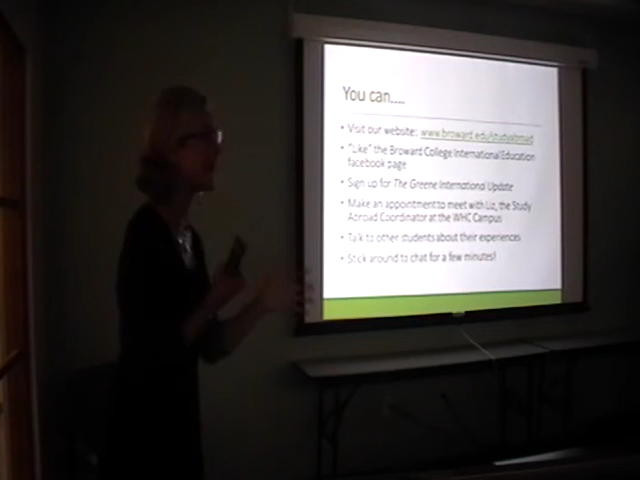 You can....
• Visit our website: www.broward.edu/studyabroad
• "Like" the Broward College International Education
facebook page
• Sign up for The Greene International Update
• Make an appointment to meet with Liz, the Study
Abroad Coordinator at the WHC Campus
• Talk to other students about their experiences
• Stick around to chat for a few minutes!